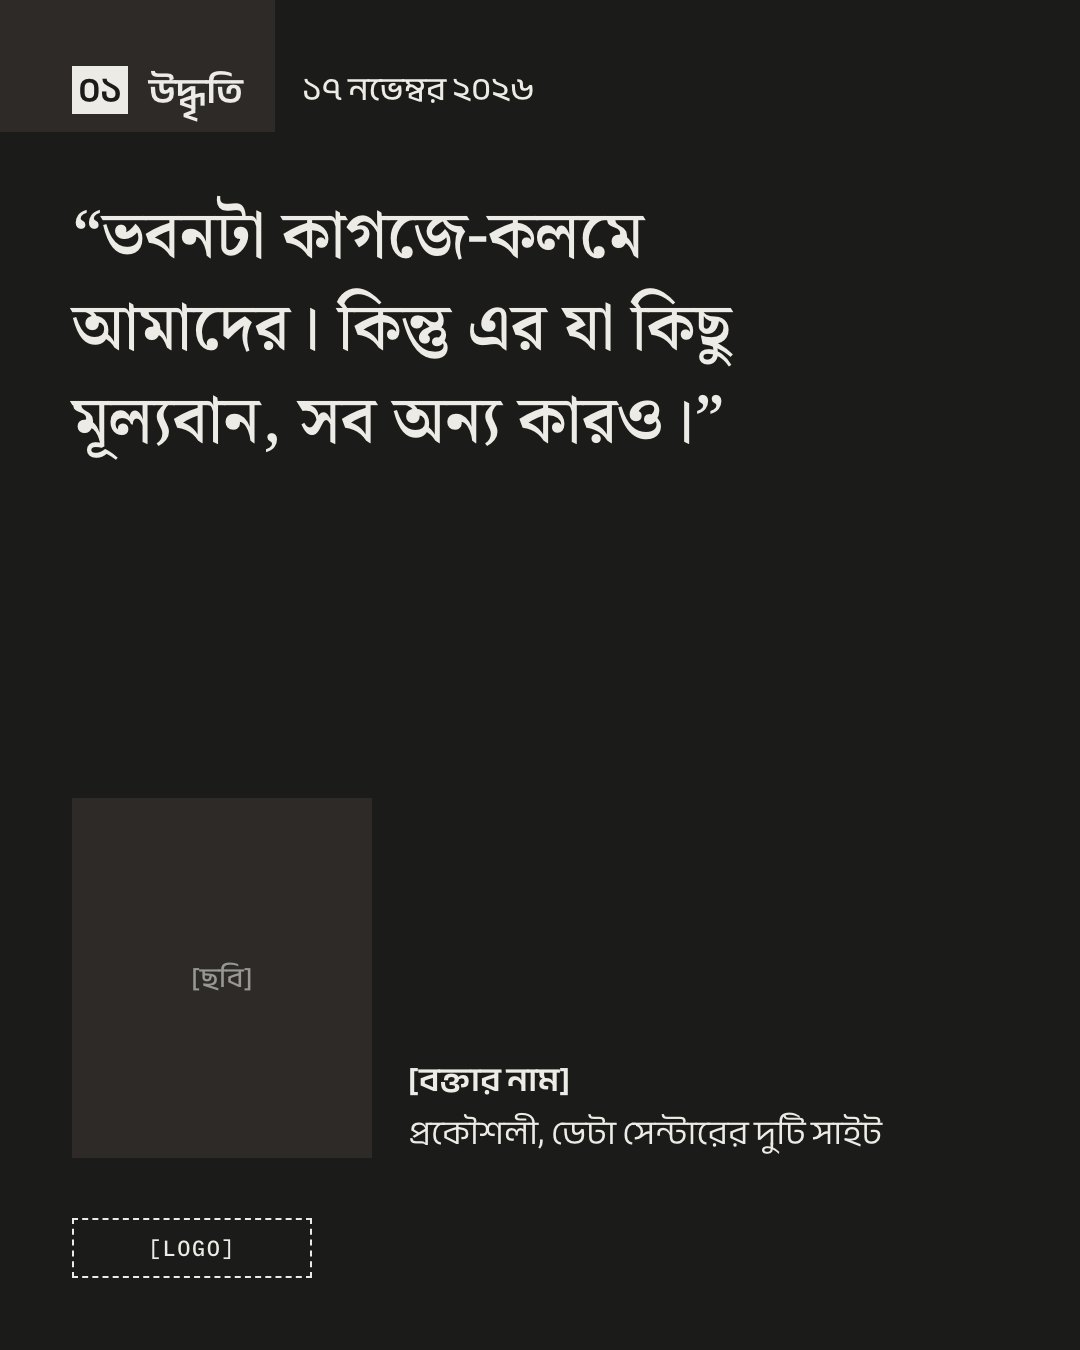 ০১ উদ্ধৃতি ১৭ নভেম্বর ২০২৬
“ভবনটা কাগজে-কলমে
আমাদের। কিন্তু এর যা কিছু
মূল্যবান, সব অন্য কারও।”
[ছবি]
[বক্তার নাম]
প্রকৌশলী, ডেটা সেন্টারের দুটি সাইট
[LOGO]